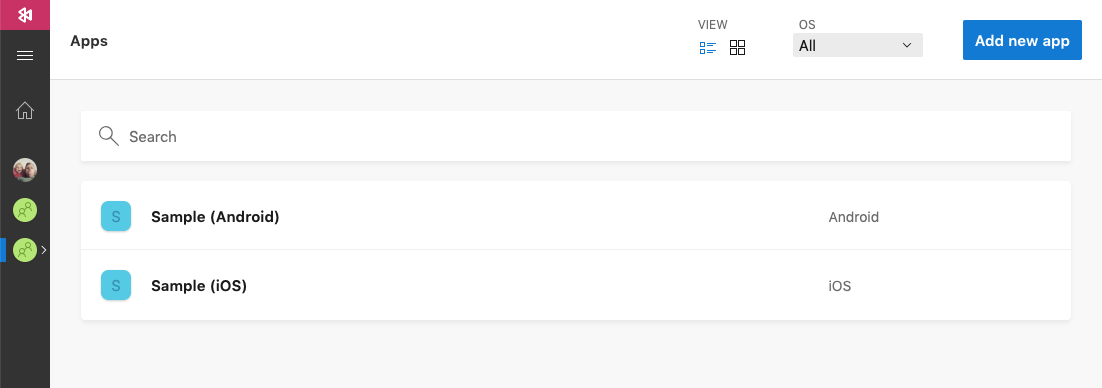 Apps
VIEW
OS
All
Add new app
Search
S
Sample (Android)
Android
S
Sample (iOS)
iOS